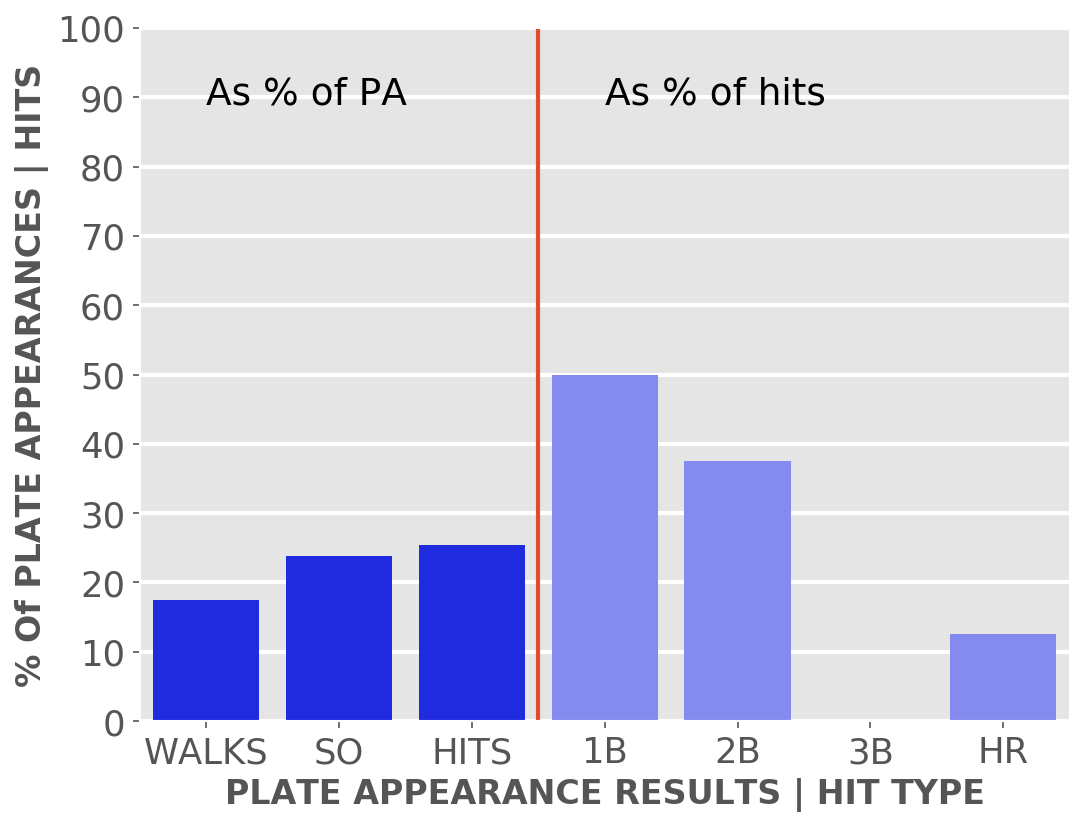 100
90
80
70
60
50
40
30
20
10
0
% Of PLATE APPEARANCES | HITS
As % of PA
As % of hits
WALKS SO HITS 1B 2B 3B HR
PLATE APPEARANCE RESULTS | HIT TYPE